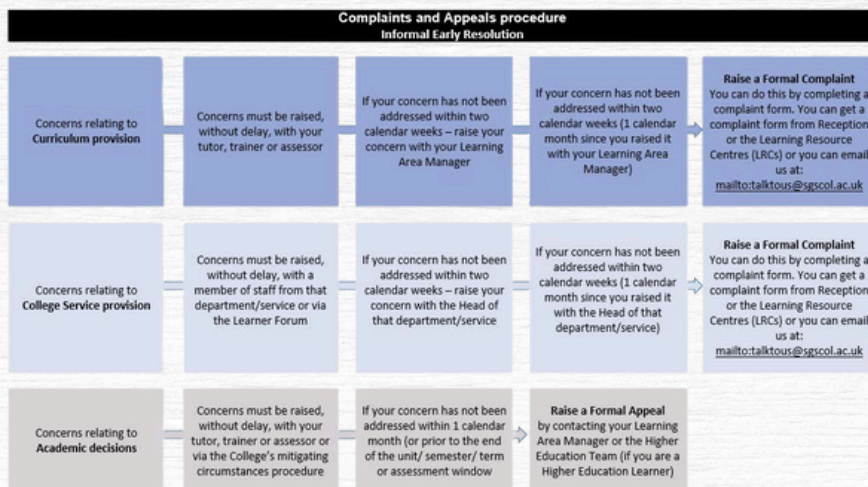 Complaints and Appeals procedure
Informal Early Resolution
Concerns relating to
Curriculum provision
Concerns must be raised,
without delay, with your
tutor, trainer or assessor
If your concern has not been
addressed within two
calendar weeks – raise your
concern with your Learning
Area Manager
If your concern has not been
addressed within two
calendar weeks (1 calendar
month since you raised it
with your Learning Area
Manager)
Raise a Formal Complaint
You can do this by completing a
complaint form. You can get a
complaint form from Reception
or the Learning Resource
Centres (LRCs) or you can email
us at:
mailto:talktous@sgscol.ac.uk
Concerns relating to
College Service provision
Concerns must be raised,
without delay, with a
member of staff from that
department/service or via
the Learner Forum
If your concern has not been
addressed within two
calendar weeks – raise your
concern with the Head of
that department/service
If your concern has not been
addressed within two
calendar weeks (1 calendar
month since you raised it
with the Head of that
department/service)
Raise a Formal Complaint
You can do this by completing a
complaint form. You can get a
complaint form from Reception
or the Learning Resource
Centres (LRCs) or you can email
us at:
mailto:talktous@sgscol.ac.uk
Concerns relating to
Academic decisions
Concerns must be raised,
without delay, with your
tutor, trainer or assessor or
via the College's mitigating
circumstances procedure
If your concern has not been
addressed within 1 calendar
month (or prior to the end
of the unit/ semester/ term
or assessment window
Raise a Formal Appeal
by contacting your Learning
Area Manager or the Higher
Education Team (if you are a
Higher Education Learner)